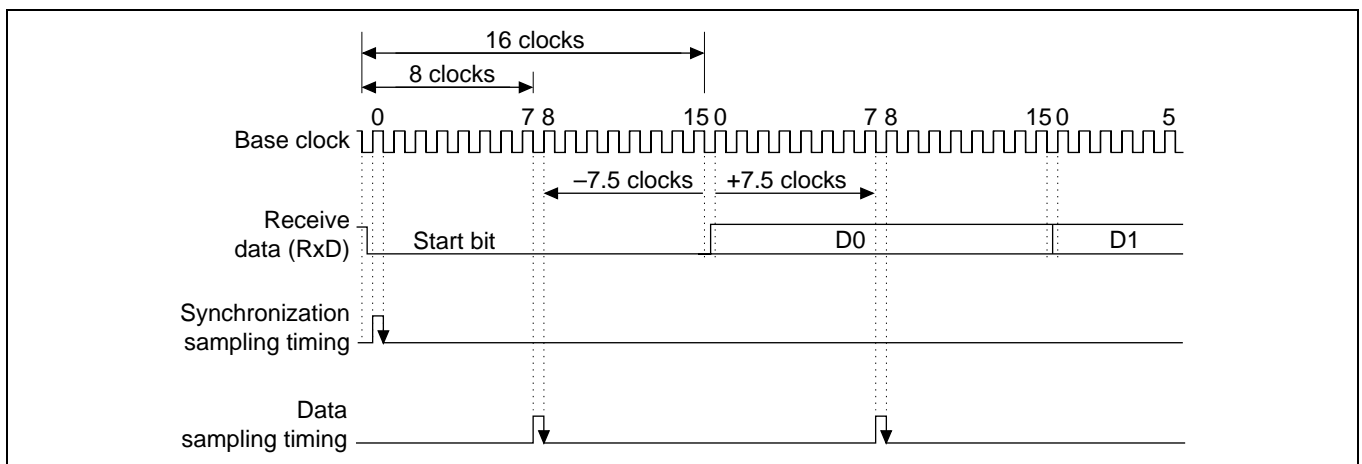 16 clocks
8 clocks
0 7 8 15 0 7 8 15 0 5
Base clock
–7.5 clocks +7.5 clocks
Receive
data (RxD)
Start bit D0 D1
Synchronization
sampling timing
Data
sampling timing